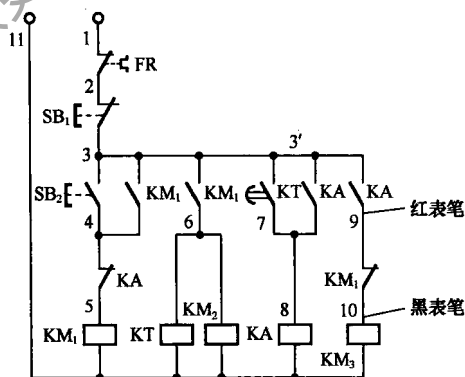 11
1
FR
2
SB₁
3
3′
SB₂
KM₁
KM₁
KT
KA
KA
4
6
7
9
红表笔
KA
KM₁
5
8
10
黑表笔
KM₁
KT
KM₂
KA
KM₃